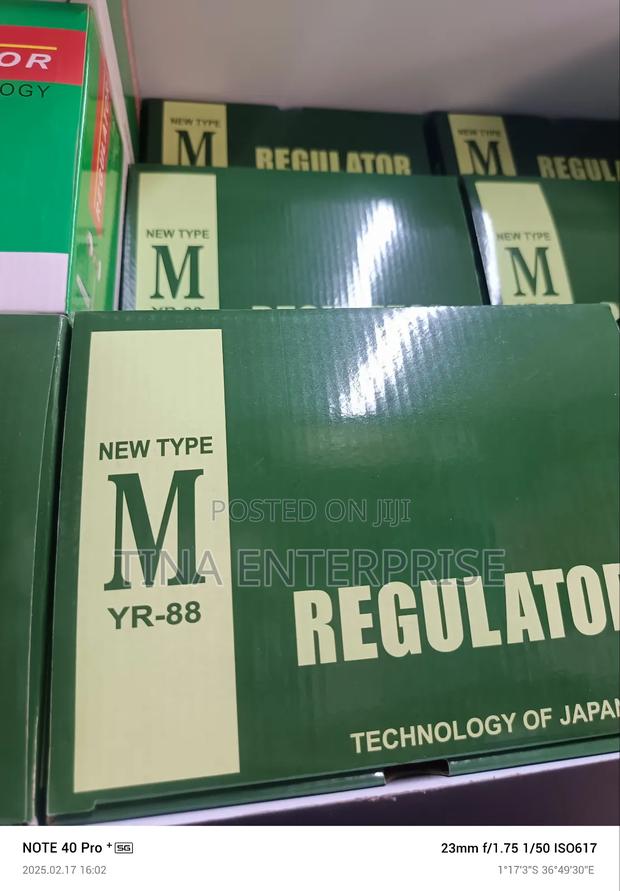 OR
OGY
NEW TYPE
M
REGULATOR
NEW TYPE
M
REGUL
NEW TYPE
M
NEW TYPE
M
NEW TYPE
M
YR-88
REGULATOR
TECHNOLOGY OF JAPAN
POSTED ON JIJI
TNA ENTERPRISE
NOTE 40 Pro+ 5G
2025.02.17 16:02
23mm f/1.75 1/50 ISO617
1°17'3"S 36°49'30"E